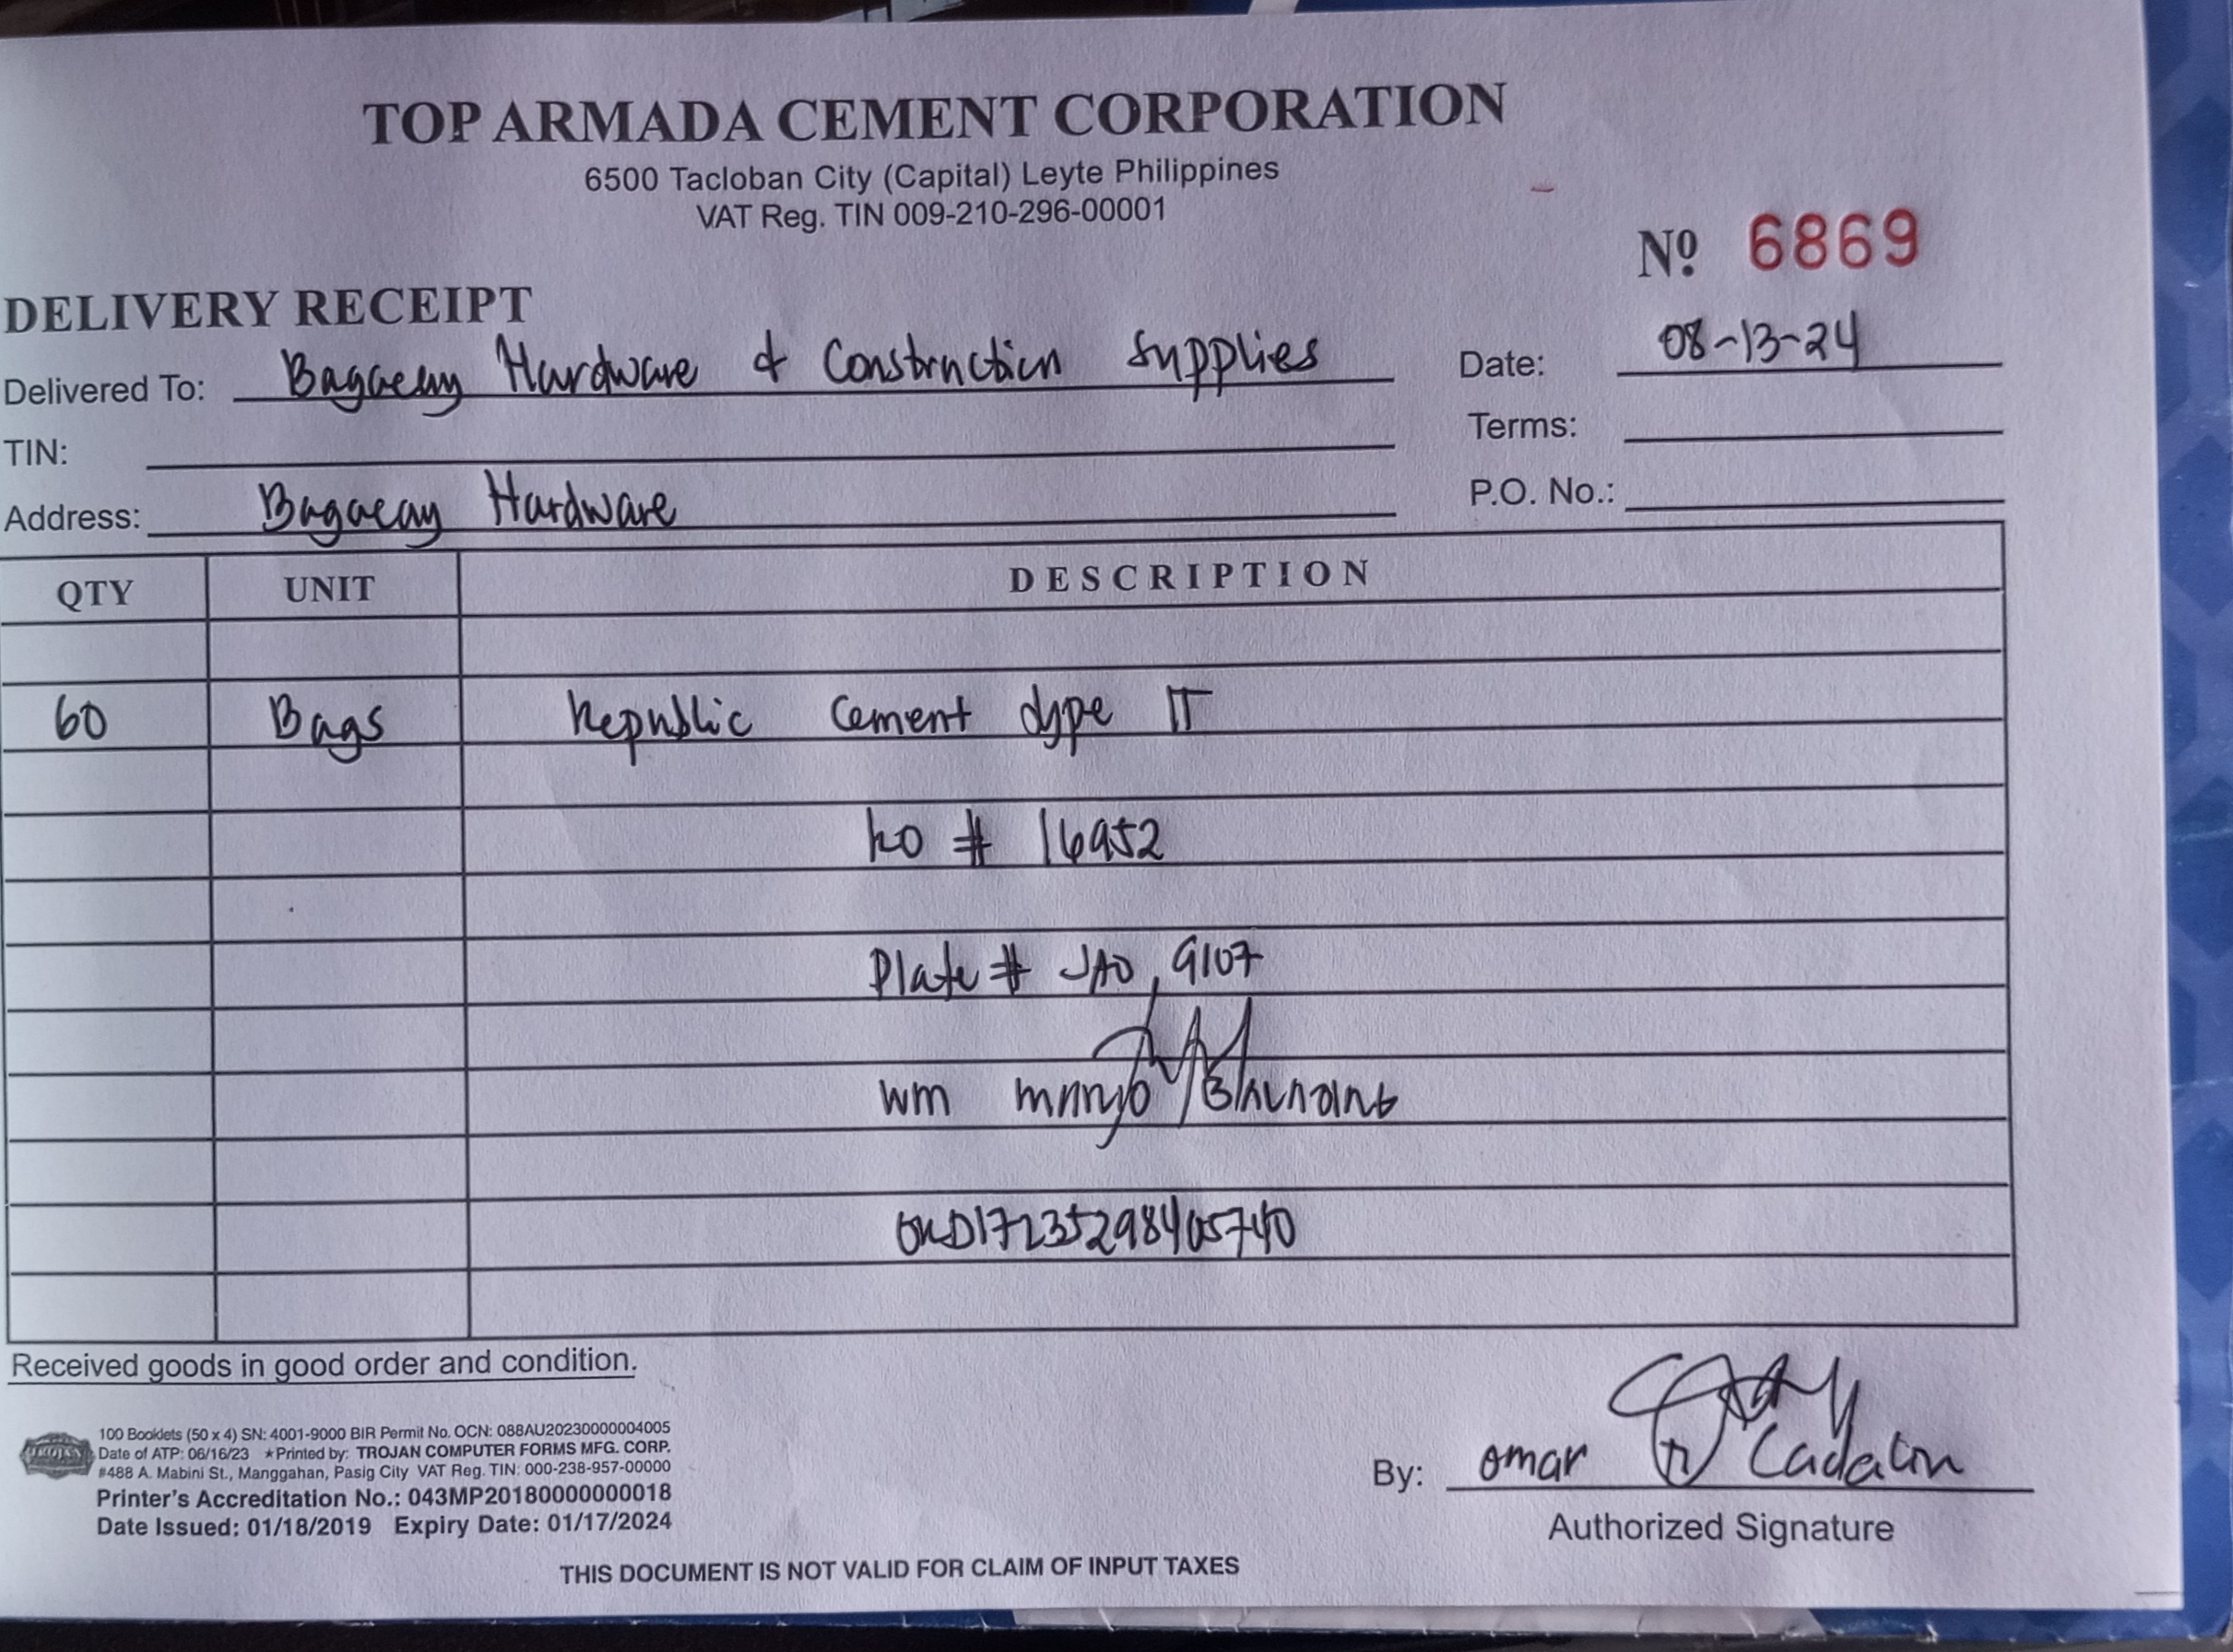 TOP ARMADA CEMENT CORPORATION
6500 Tacloban City (Capital) Leyte Philippines
VAT Reg. TIN 009-210-296-00001
Nº 6869
DELIVERY RECEIPT
Delivered To: Bagacay Hardware & Construction Supplies Date: 08-13-24
TIN: Terms:
Address: Bagacay Hardware P.O. No.:
QTY UNIT DESCRIPTION
60 Bags Republic Cement type IT
RO # 16952
Plate # JAO, 9107
WM
Received goods in good order and condition.
100 Booklets (50 x 4) SN: 4001-9000 BIR Permit No. OCN: 088AU20230000004005
Date of ATP: 06/16/23 ★Printed by: TROJAN COMPUTER FORMS MFG. CORP.
#488 A. Mabini St., Manggahan, Pasig City VAT Reg. TIN: 000-238-957-00000
Printer's Accreditation No.: 043MP20180000000018
Date Issued: 01/18/2019 Expiry Date: 01/17/2024
TROJAN
By: Omar Cadalin
Authorized Signature
THIS DOCUMENT IS NOT VALID FOR CLAIM OF INPUT TAXES